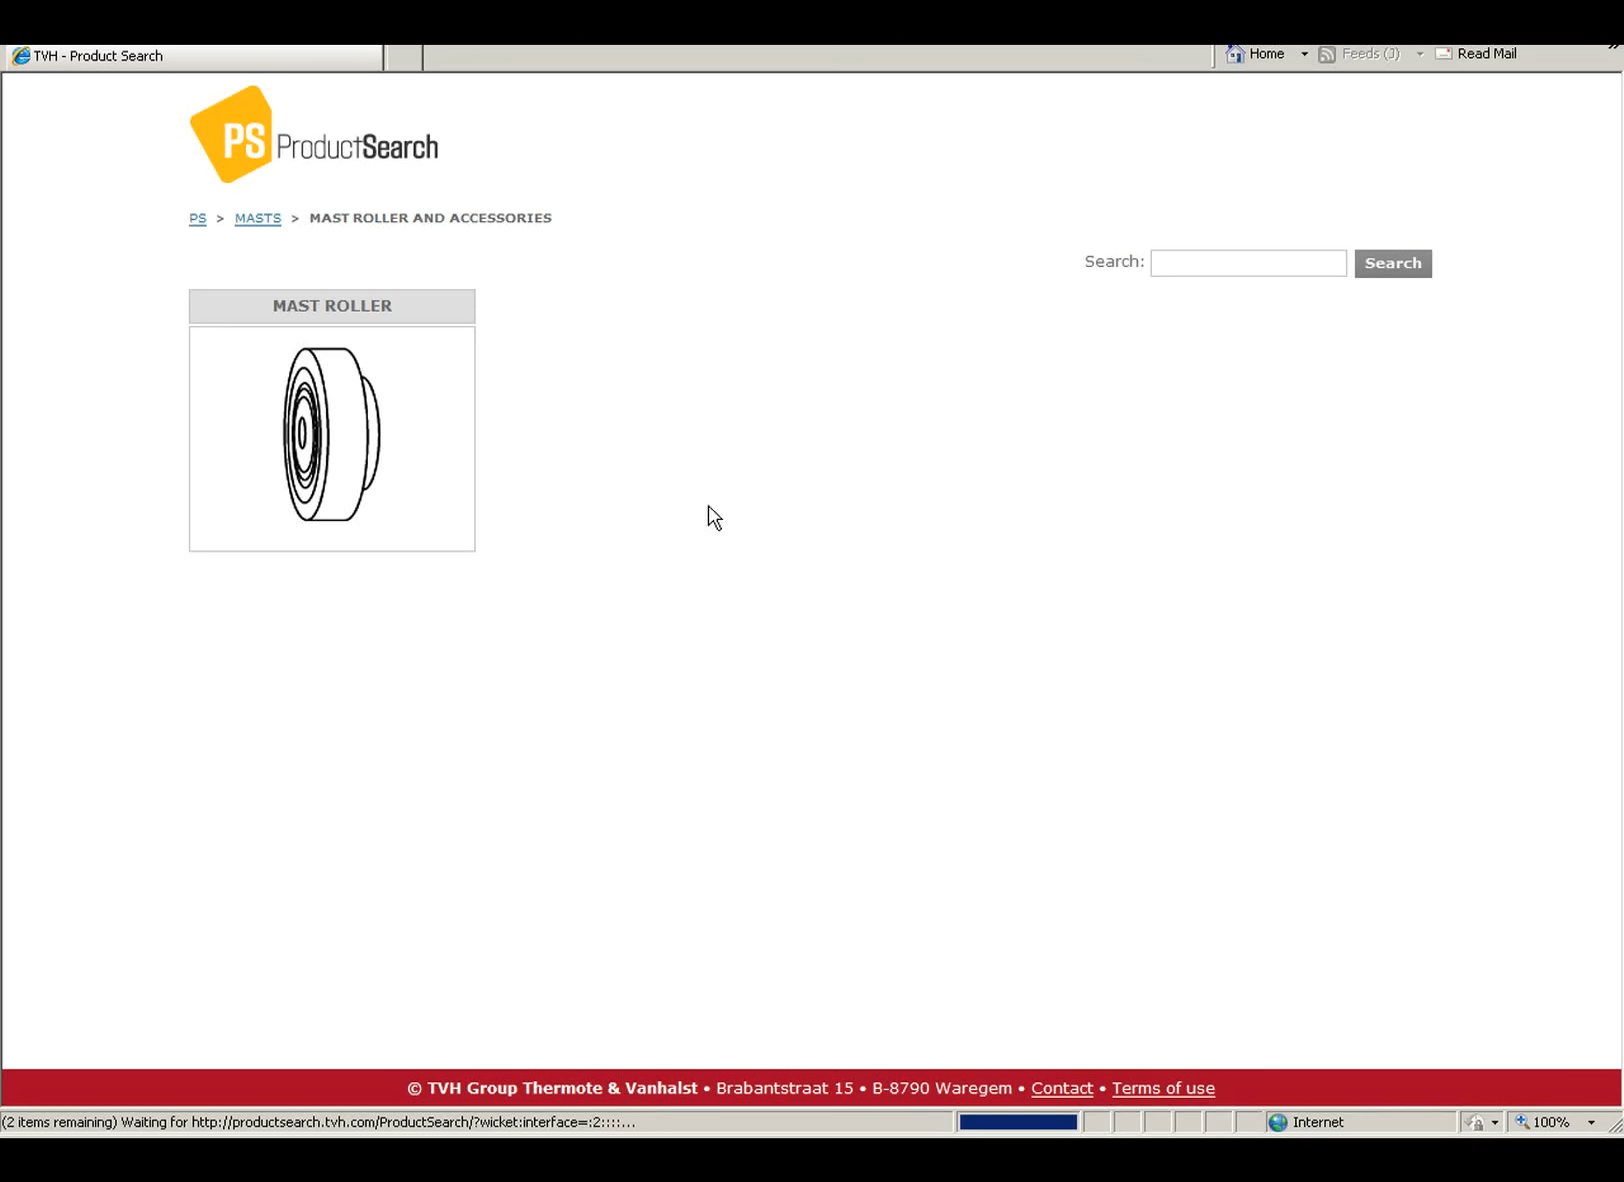 TVH - Product Search
Home
Feeds (J)
Read Mail
PS ProductSearch
PS > MASTS > MAST ROLLER AND ACCESSORIES
Search:
Search
MAST ROLLER
© TVH Group Thermote & Vanhalst • Brabantstraat 15 • B-8790 Waregem • Contact • Terms of use
(2 items remaining) Waiting for http://productsearch.tvh.com/ProductSearch/?wicket:interface=:2::::...
Internet
100%